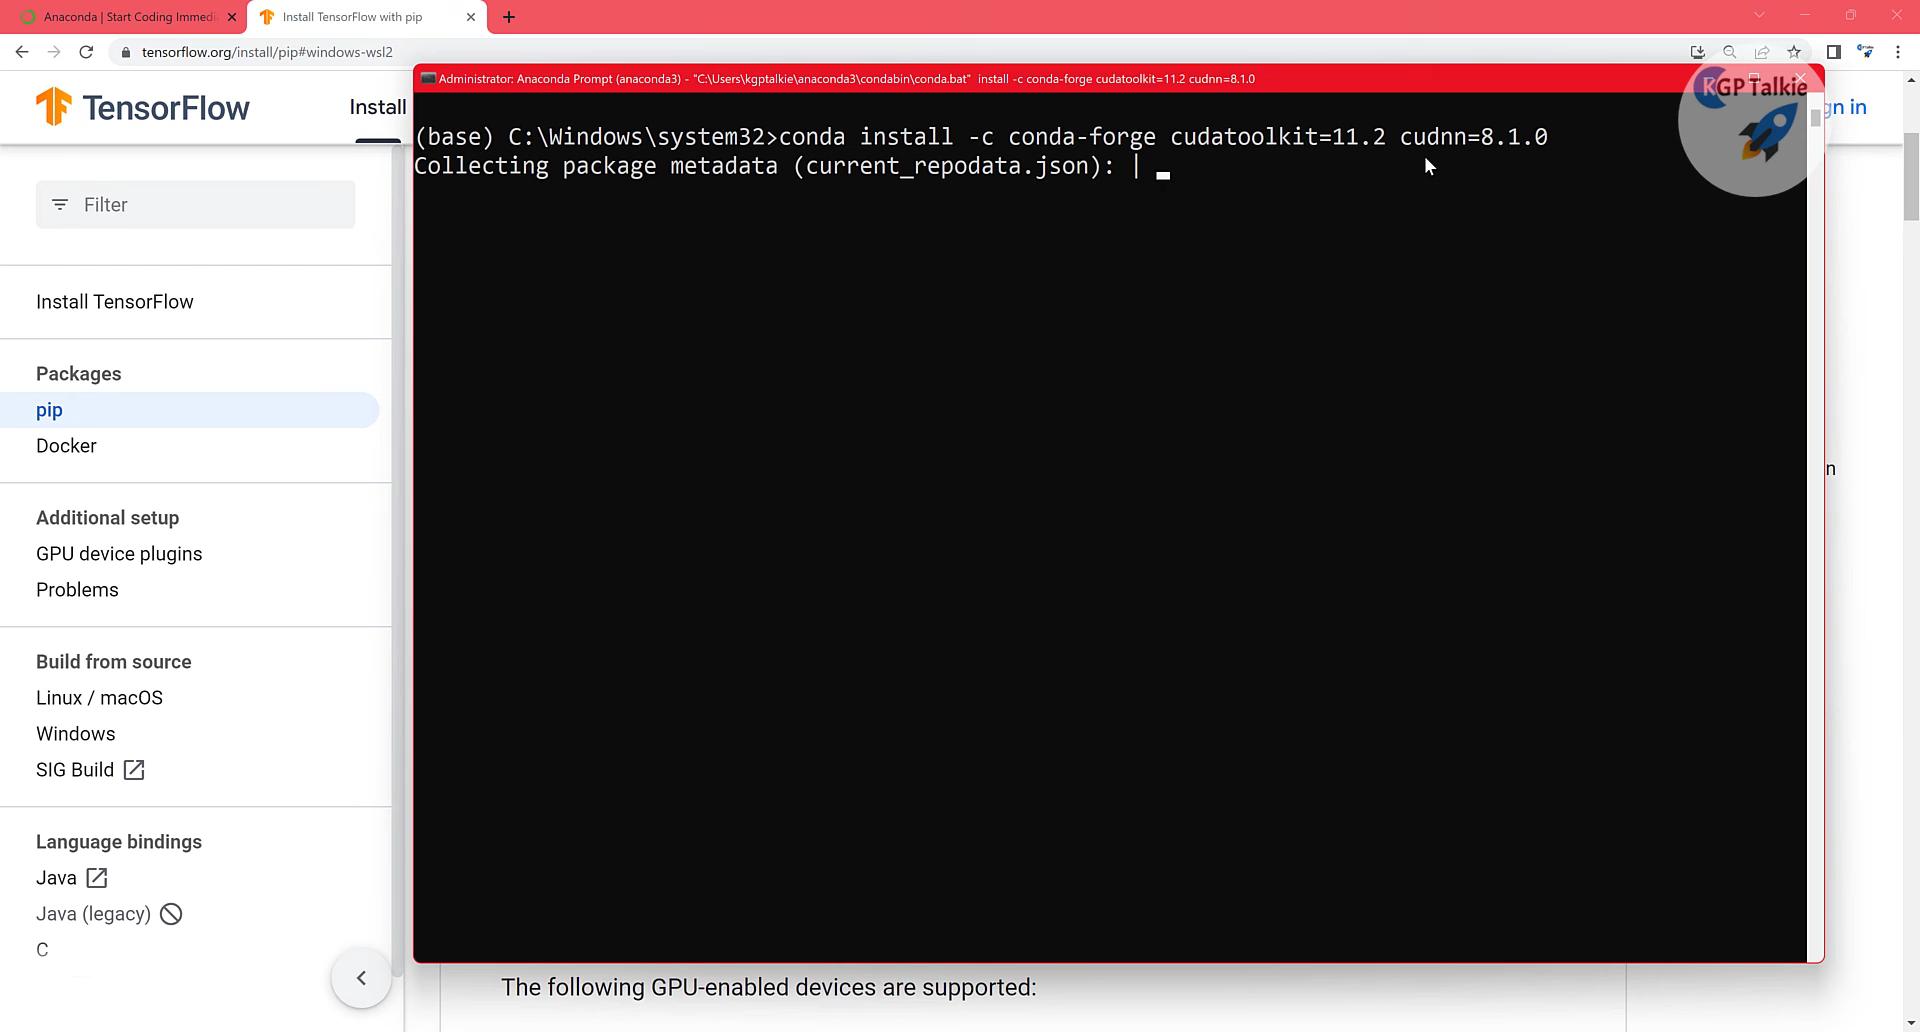 Anaconda | Start Coding Immedi
Install TensorFlow with pip
tensorflow.org/install/pip#windows-wsl2
TensorFlow
Install
Filter
Install TensorFlow
Packages
pip
Docker
Additional setup
GPU device plugins
Problems
Build from source
Linux / macOS
Windows
SIG Build
Language bindings
Java
Java (legacy)
C
Administrator: Anaconda Prompt (anaconda3) - "C:\Users\kgptalkie\anaconda3\condabin\conda.bat" install -c conda-forge cudatoolkit=11.2 cudnn=8.1.0
(base) C:\Windows\system32>conda install -c conda-forge cudatoolkit=11.2 cudnn=8.1.0
Collecting package metadata (current_repodata.json): |
KGP Talkie
gn in
n
The following GPU-enabled devices are supported: